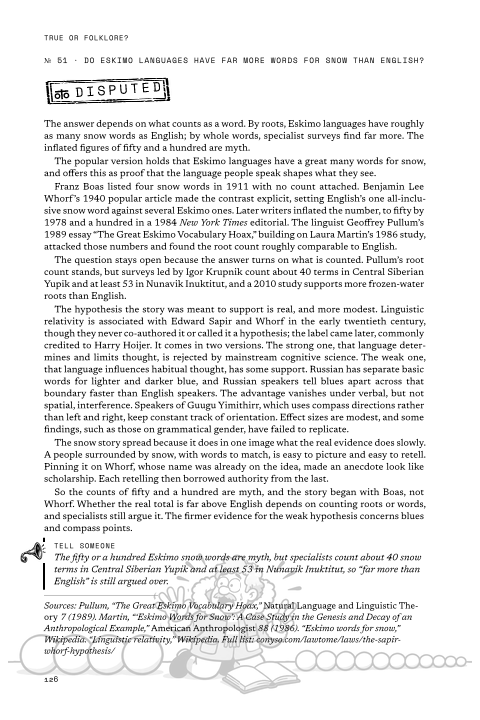 TRUE OR FOLKLORE?
№ 51 · DO ESKIMO LANGUAGES HAVE FAR MORE WORDS FOR SNOW THAN ENGLISH?
DISPUTED
The answer depends on what counts as a word. By roots, Eskimo languages have roughly
as many snow words as English; by whole words, specialist surveys find far more. The
inflated figures of fifty and a hundred are myth.
The popular version holds that Eskimo languages have a great many words for snow,
and offers this as proof that the language people speak shapes what they see.
Franz Boas listed four snow words in 1911 with no count attached. Benjamin Lee
Whorf's 1940 popular article made the contrast explicit, setting English's one all-inclu-
sive snow word against several Eskimo ones. Later writers inflated the number, to fifty by
1978 and a hundred in a 1984 New York Times editorial. The linguist Geoffrey Pullum's
1989 essay “The Great Eskimo Vocabulary Hoax,” building on Laura Martin's 1986 study,
attacked those numbers and found the root count roughly comparable to English.
The question stays open because the answer turns on what is counted. Pullum's root
count stands, but surveys led by Igor Krupnik count about 40 terms in Central Siberian
Yupik and at least 53 in Nunavik Inuktitut, and a 2010 study supports more frozen-water
roots than English.
The hypothesis the story was meant to support is real, and more modest. Linguistic
relativity is associated with Edward Sapir and Whorf in the early twentieth century,
though they never co-authored it or called it a hypothesis; the label came later, commonly
credited to Harry Hoijer. It comes in two versions. The strong one, that language deter-
mines and limits thought, is rejected by mainstream cognitive science. The weak one,
that language influences habitual thought, has some support. Russian has separate basic
words for lighter and darker blue, and Russian speakers tell blues apart across that
boundary faster than English speakers. The advantage vanishes under verbal, but not
spatial, interference. Speakers of Guugu Yimithirr, which uses compass directions rather
than left and right, keep constant track of orientation. Effect sizes are modest, and some
findings, such as those on grammatical gender, have failed to replicate.
The snow story spread because it does in one image what the real evidence does slowly.
A people surrounded by snow, with words to match, is easy to picture and easy to retell.
Pinning it on Whorf, whose name was already on the idea, made an anecdote look like
scholarship. Each retelling then borrowed authority from the last.
So the counts of fifty and a hundred are myth, and the story began with Boas, not
Whorf. Whether the real total is far above English depends on counting roots or words,
and specialists still argue it. The firmer evidence for the weak hypothesis concerns blues
and compass points.
TELL SOMEONE
The fifty or a hundred Eskimo snow words are myth, but specialists count about 40 snow
terms in Central Siberian Yupik and at least 53 in Nunavik Inuktitut, so “far more than
English” is still argued over.
Sources: Pullum, “The Great Eskimo Vocabulary Hoax,” Natural Language and Linguistic The-
ory 7 (1989). Martin, “‘Eskimo Words for Snow’: A Case Study in the Genesis and Decay of an
Anthropological Example,” American Anthropologist 88 (1986). “Eskimo words for snow,”
Wikipedia. “Linguistic relativity,” Wikipedia. Full list: conyso.com/lawtome/laws/the-sapir-
whorf-hypothesis/
126